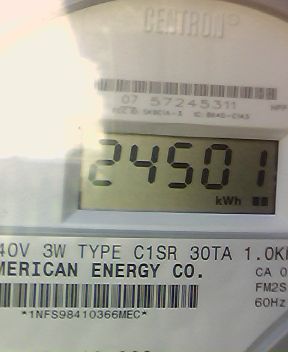 CENTRON®
07 57245311
24501
kWh
40V 3W TYPE C1SR 30TA 1.0K
MERICAN ENERGY CO.
CA 0
FM2S
60Hz
*1NFS98410366MEC*